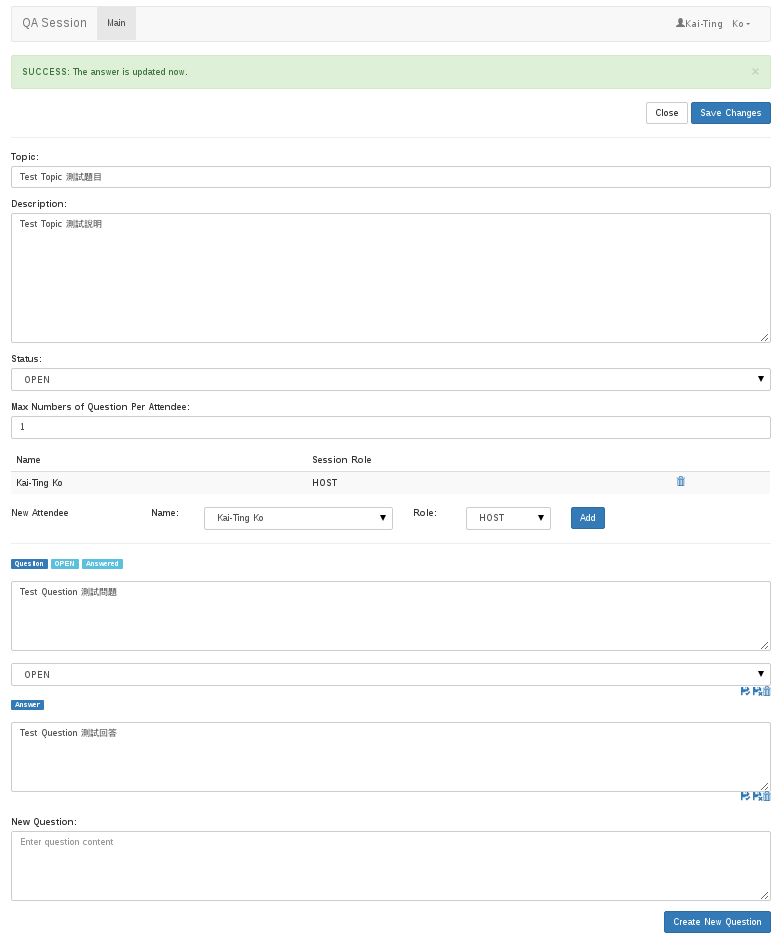 QA Session Main Kai-Ting Ko
SUCCESS: The answer is updated now. ×
Close Save Changes
Topic:
Test Topic 測試題目
Description:
Test Topic 測試説明
Status:
OPEN
Max Numbers of Question Per Attendee:
1
Name Session Role
Kai-Ting Ko HOST
New Attendee Name: Kai-Ting Ko Role: HOST Add
Question OPEN Answered
Test Question 測試問題
OPEN
Answer
Test Question 測試回答
New Question:
Enter question content
Create New Question